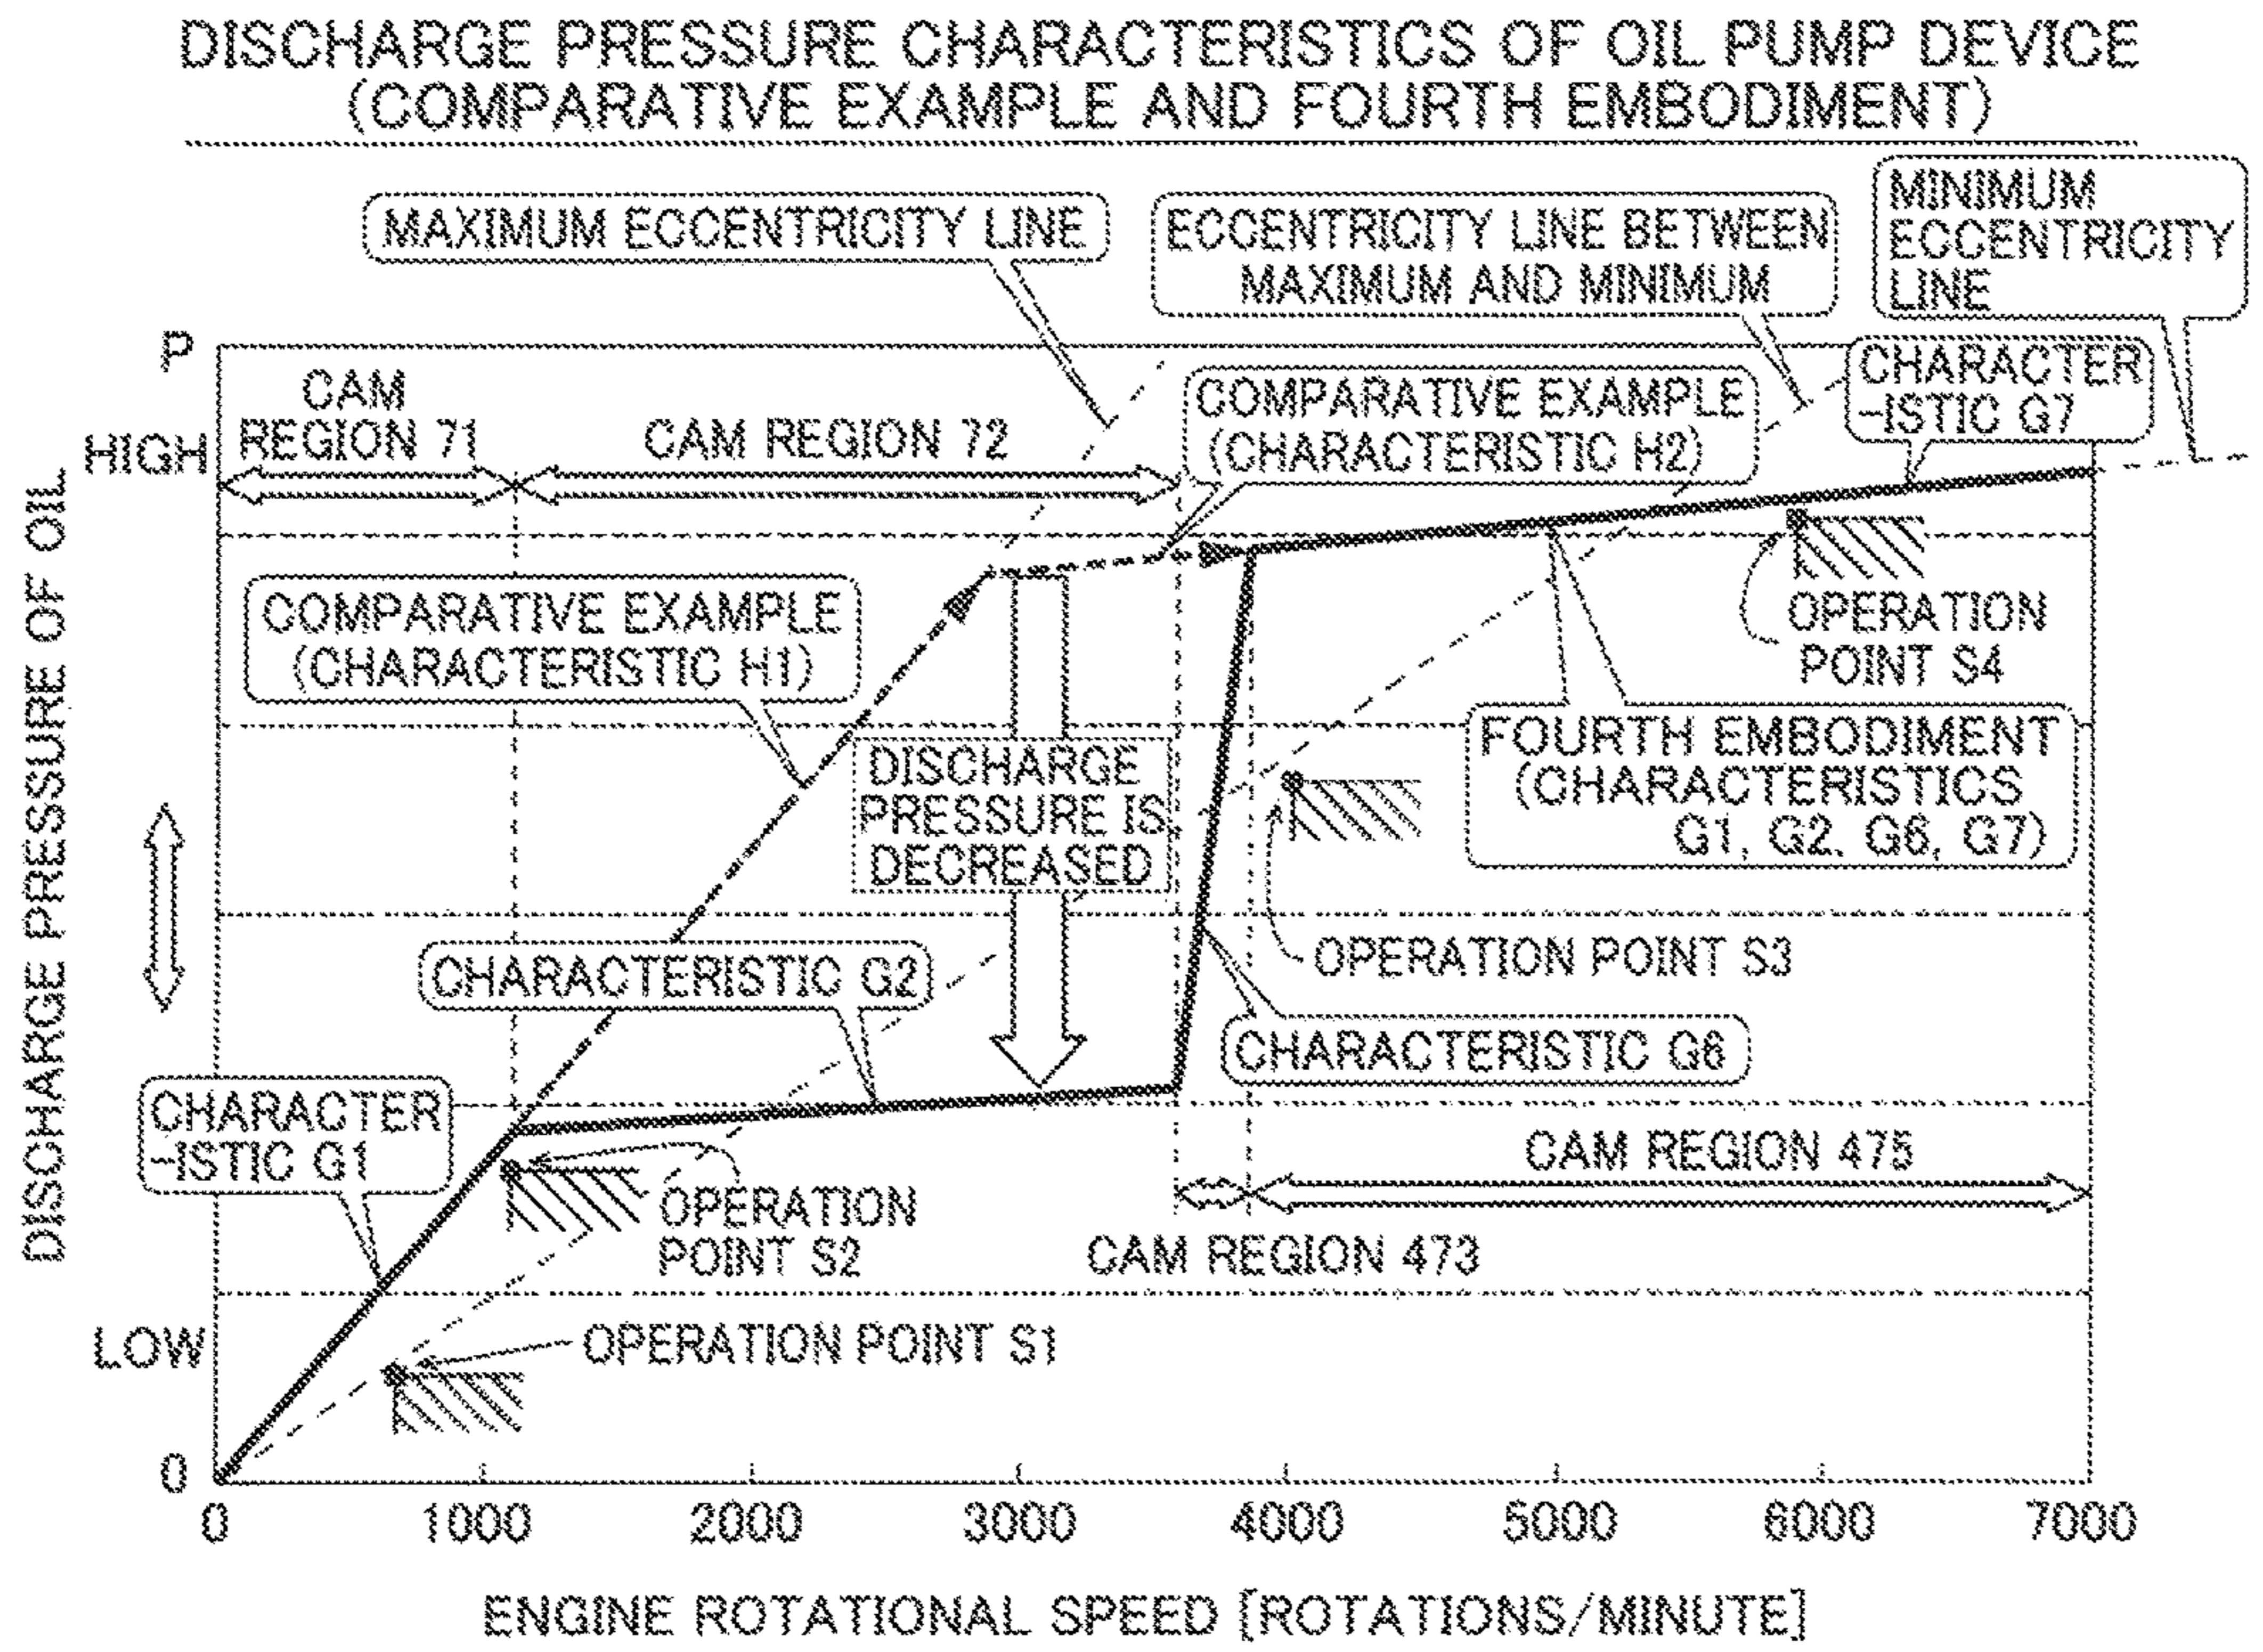 DISCHARGE PRESSURE CHARACTERISTICS OF OIL PUMP DEVICE
(COMPARATIVE EXAMPLE AND FOURTH EMBODIMENT)
MAXIMUM ECCENTRICITY LINE
ECCENTRICITY LINE BETWEEN
MAXIMUM AND MINIMUM
MINIMUM
ECCENTRICITY
LINE
P
HIGH
CAM
REGION 71
CAM REGION 72
COMPARATIVE EXAMPLE
(CHARACTERISTIC H2)
CHARACTER
-ISTIC G7
COMPARATIVE EXAMPLE
(CHARACTERISTIC H1)
OPERATION
POINT S4
DISCHARGE
PRESSURE IS
DECREASED
FOURTH EMBODIMENT
(CHARACTERISTICS
G1, G2, G6, G7)
DISCHARGE PRESSURE OF OIL
CHARACTERISTIC G2
OPERATION POINT S3
CHARACTERISTIC G6
CHARACTER
-ISTIC G1
CAM REGION 475
OPERATION
POINT S2
CAM REGION 473
LOW
OPERATION POINT S1
0
0 1000 2000 3000 4000 5000 6000 7000
ENGINE ROTATIONAL SPEED [ROTATIONS/MINUTE]